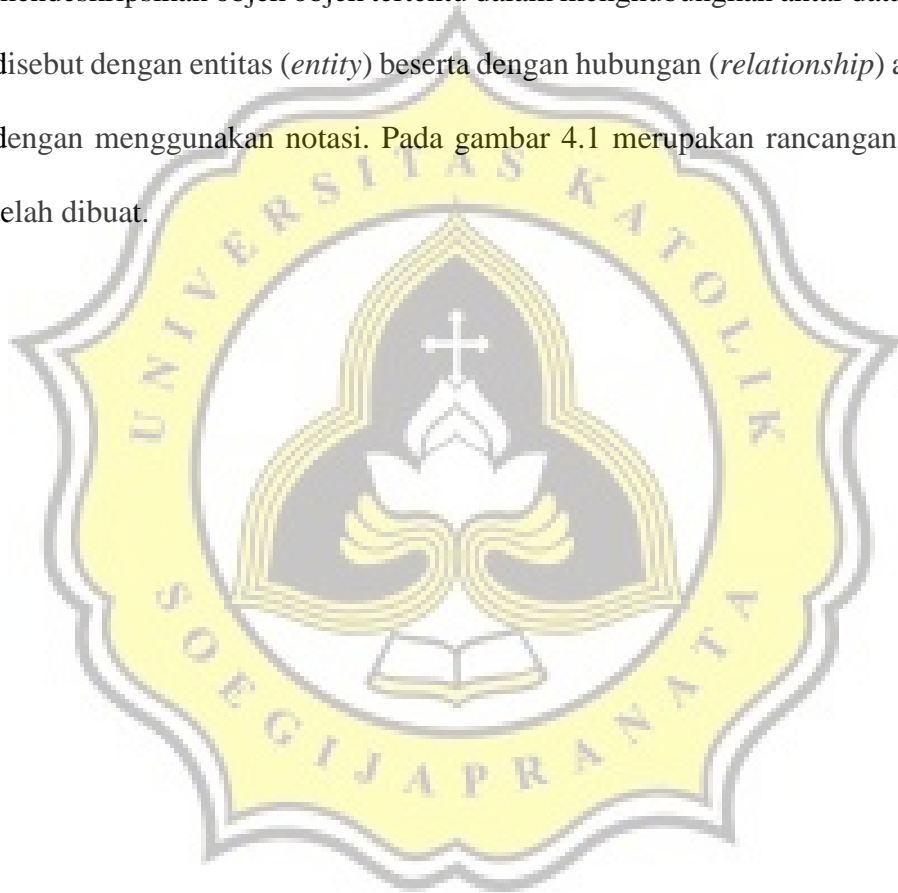 disebut dengan entitas (entity) beserta dengan hubungan (relationship)
dengan menggunakan notasi. Pada gambar 4.1 merupakan rancangan
elah dibuat.
UNIVERSITAS KATOLIK
SOEGIJAPRANATA